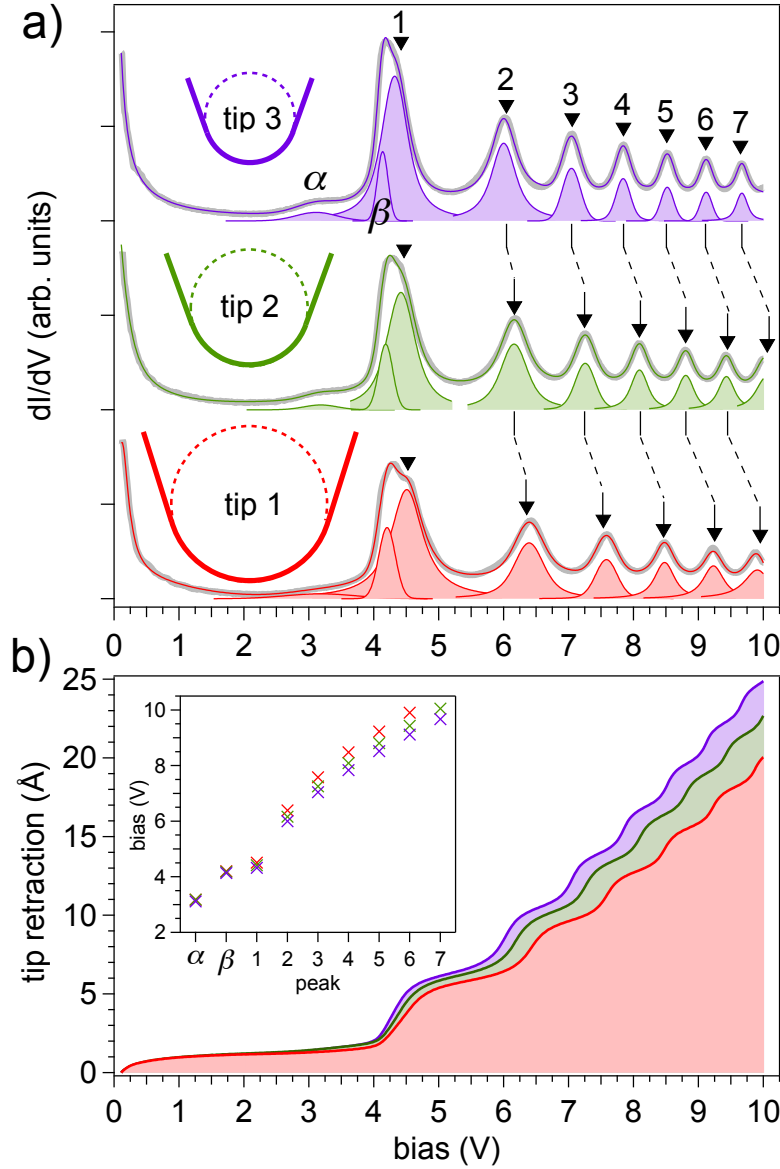 a)
1
2
3
4
5
6
7
tip 3
α
β
tip 2
tip 1
dI/dV (arb. units)
0 1 2 3 4 5 6 7 8 9 10
b)
25
20
15
10
5
0
tip retraction (Å)
10
8
6
4
2
bias (V)
α β 1 2 3 4 5 6 7
peak
0 1 2 3 4 5 6 7 8 9 10
bias (V)